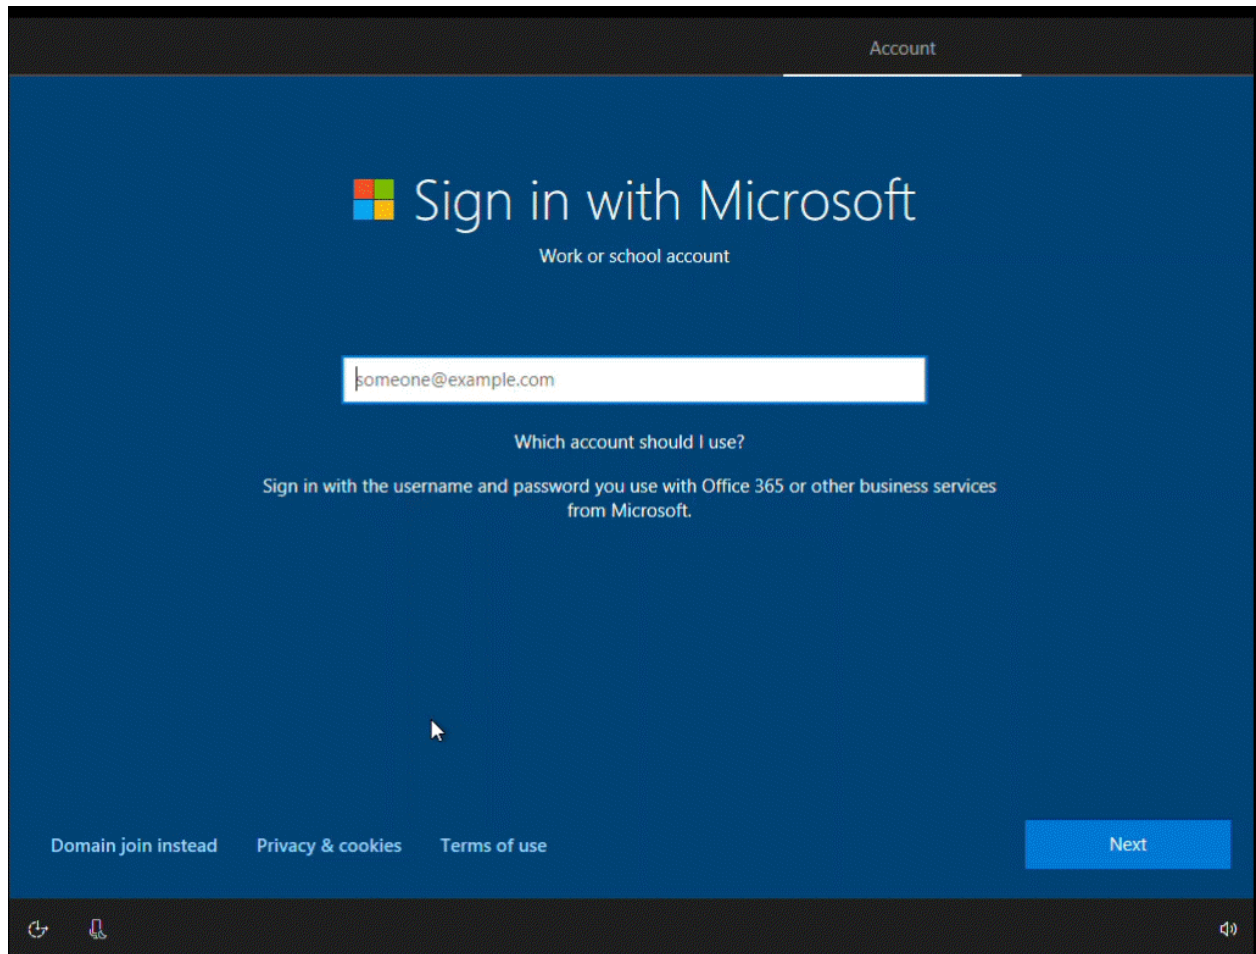 Account
Sign in with Microsoft
Work or school account
someone@example.com
Which account should I use?
Sign in with the username and password you use with Office 365 or other business services
from Microsoft.
Domain join instead
Privacy & cookies
Terms of use
Next